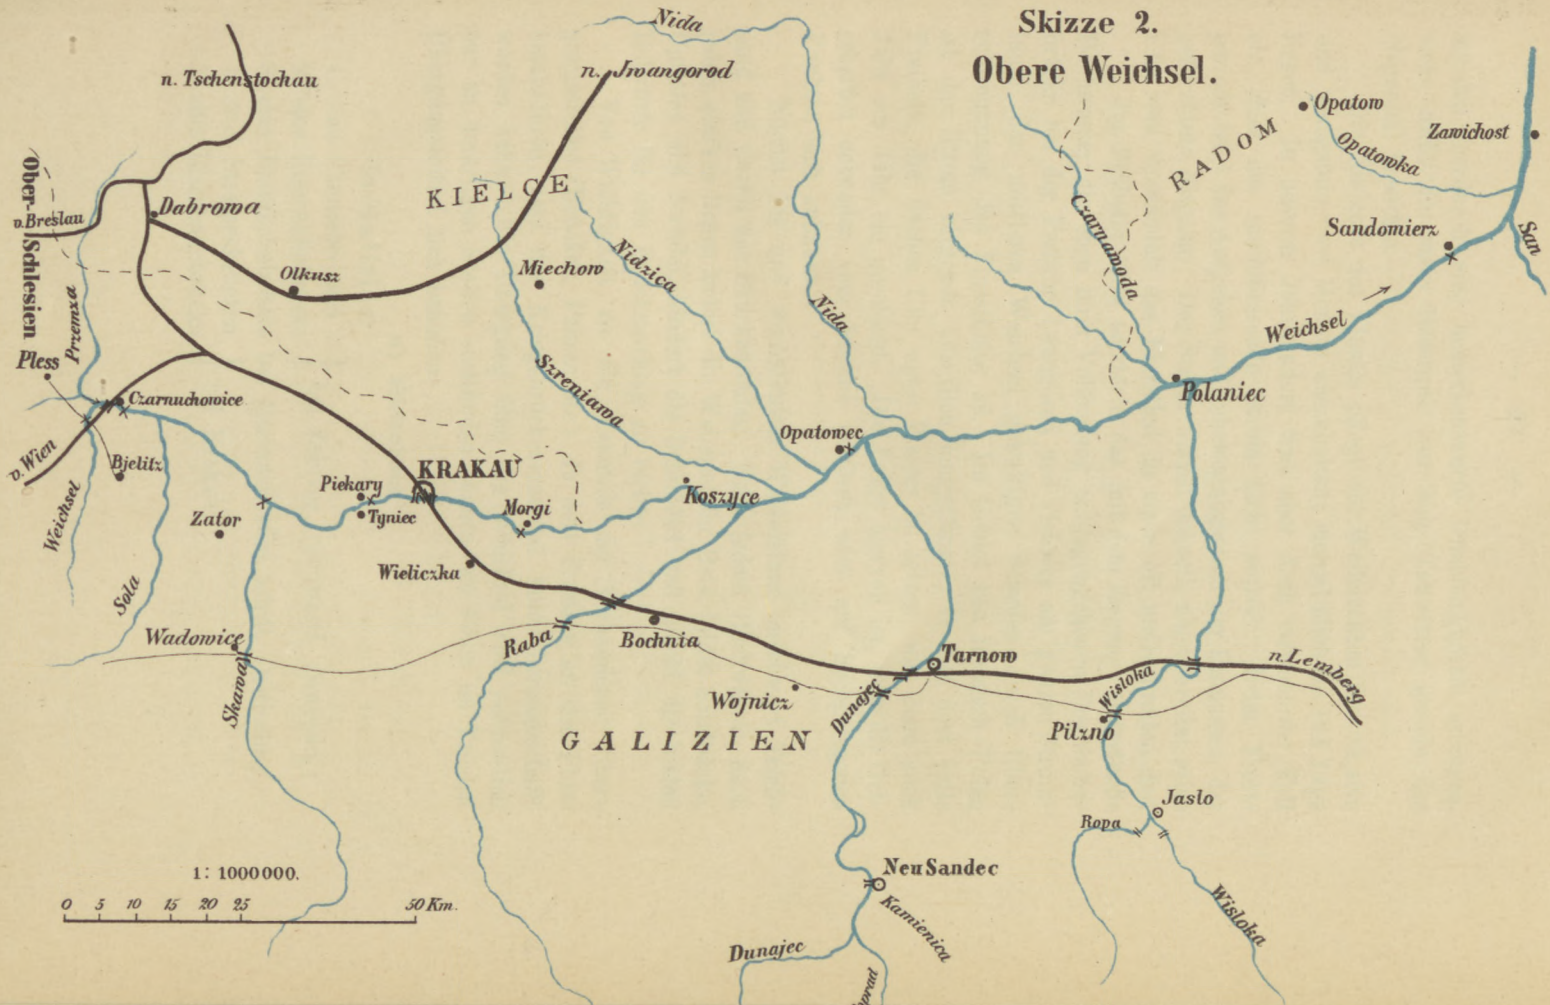 Skizze 2.
Obere Weichsel.
Nida
n. Tschenstochau
n. Jwangorod
Opatow
Zawichost
RADOM
Opatowka
Ober-Schlesien
v. Breslau
Dabrowa
KIELCE
Czarnawoda
Sandomierz
San
Olkusz
Miechow
Nidzica
Nida
Przemza
Weichsel
Pless
Szreniawa
Czarnuchowice
Polaniec
Opatowec
v. Wien
Bjelitz
KRAKAU
Piekary
Koszyce
Weichsel
Zator
Tyniec
Morgi
Wieliczka
Sola
Wadowice
Raba
Bochnia
Tarnow
n. Lemberg
Skawa
Wojnicz
Dunajec
Wisloka
Pilzno
GALIZIEN
Jaslo
Ropa
1: 1000000.
Neu Sandec
0 5 10 15 20 25 50 Km.
Kamienica
Wisloka
Dunajec